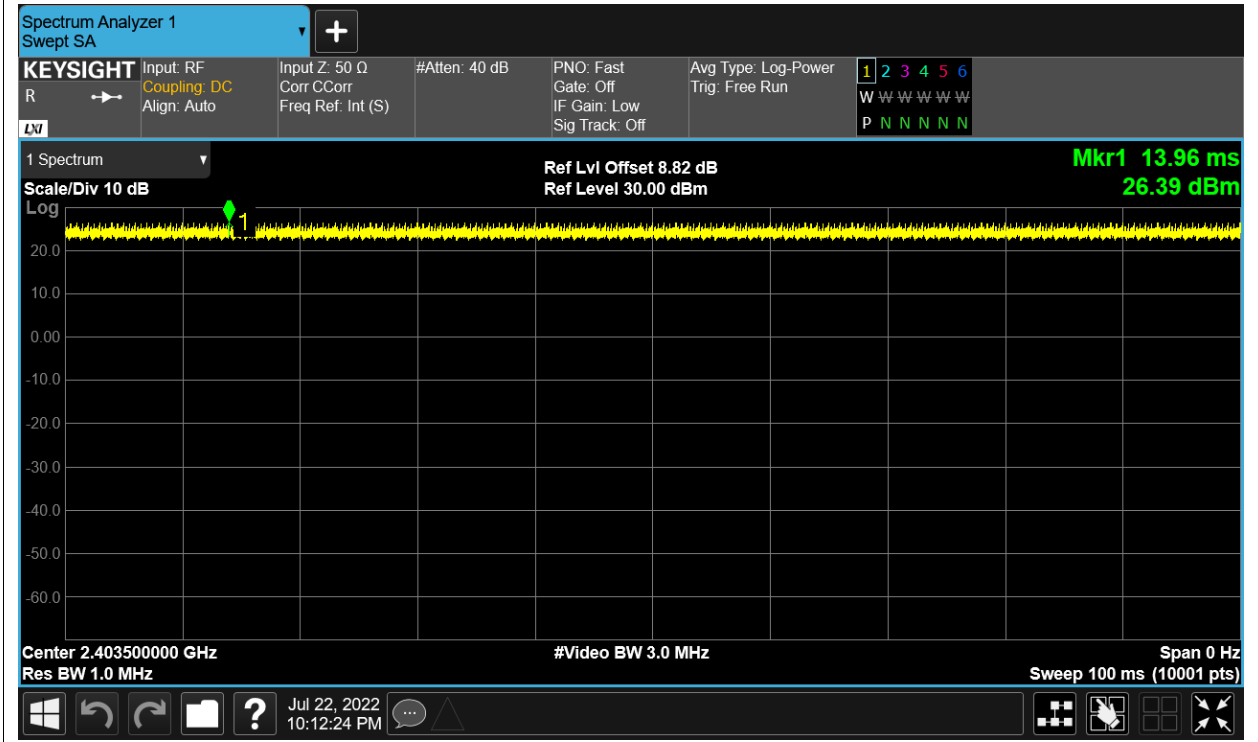 Spectrum Analyzer 1
Swept SA
+
KEYSIGHT
R
LXI
Input: RF
Coupling: DC
Align: Auto
Input Z: 50 Ω
Corr CCorr
Freq Ref: Int (S)
#Atten: 40 dB
PNO: Fast
Gate: Off
IF Gain: Low
Sig Track: Off
Avg Type: Log-Power
Trig: Free Run
1 2 3 4 5 6
W W W W W W
P N N N N N
1 Spectrum
Scale/Div 10 dB
Ref Lvl Offset 8.82 dB
Ref Level 30.00 dBm
Mkr1 13.96 ms
26.39 dBm
Log
1
20.0
10.0
0.00
-10.0
-20.0
-30.0
-40.0
-50.0
-60.0
Center 2.403500000 GHz
#Video BW 3.0 MHz
Span 0 Hz
Res BW 1.0 MHz
Sweep 100 ms (10001 pts)
?
Jul 22, 2022
10:12:24 PM